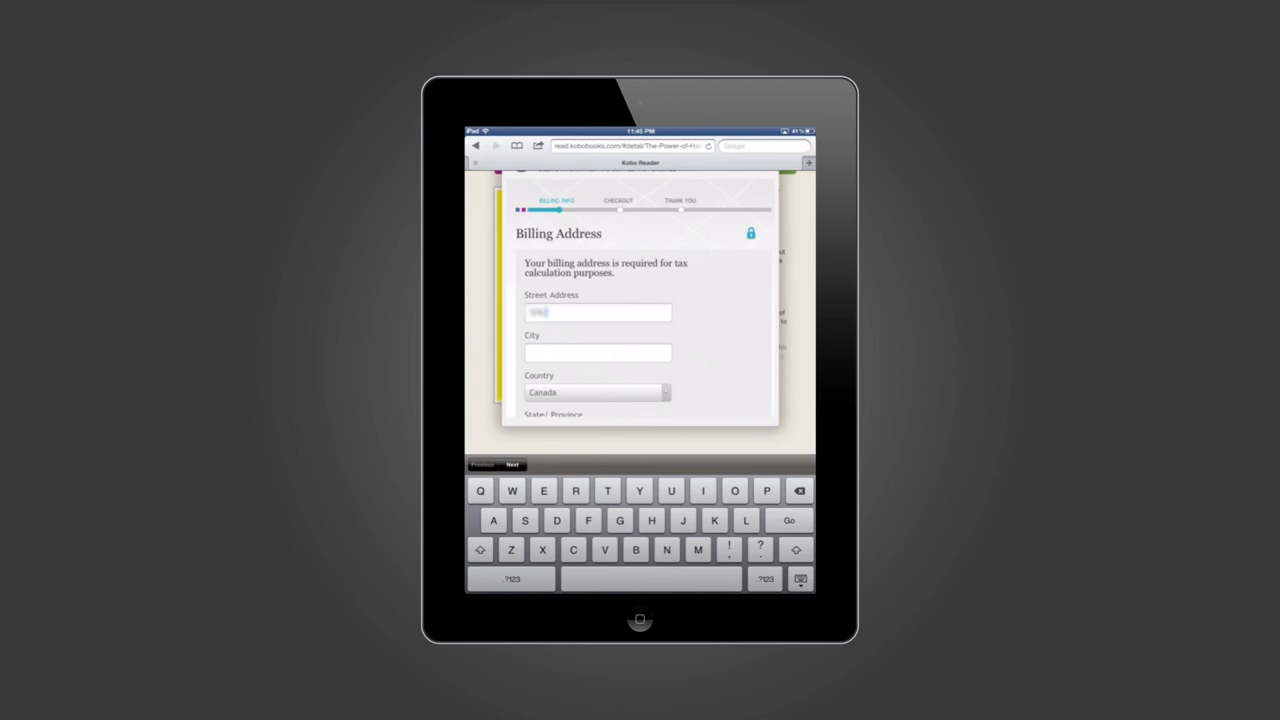 iPad
11:45 PM
41%
read.kobobooks.com/#detail/The-Power-of-Ha
Google
Kobo Reader
BILLING INFO
CHECKOUT
THANK YOU
Billing Address
Your billing address is required for tax
calculation purposes.
Street Address
City
Country
Canada
State/ Province
Previous
Next
Q W E R T Y U I O P
A S D F G H J K L Go
Z X C V B N M ! , ? .
.?123
.?123